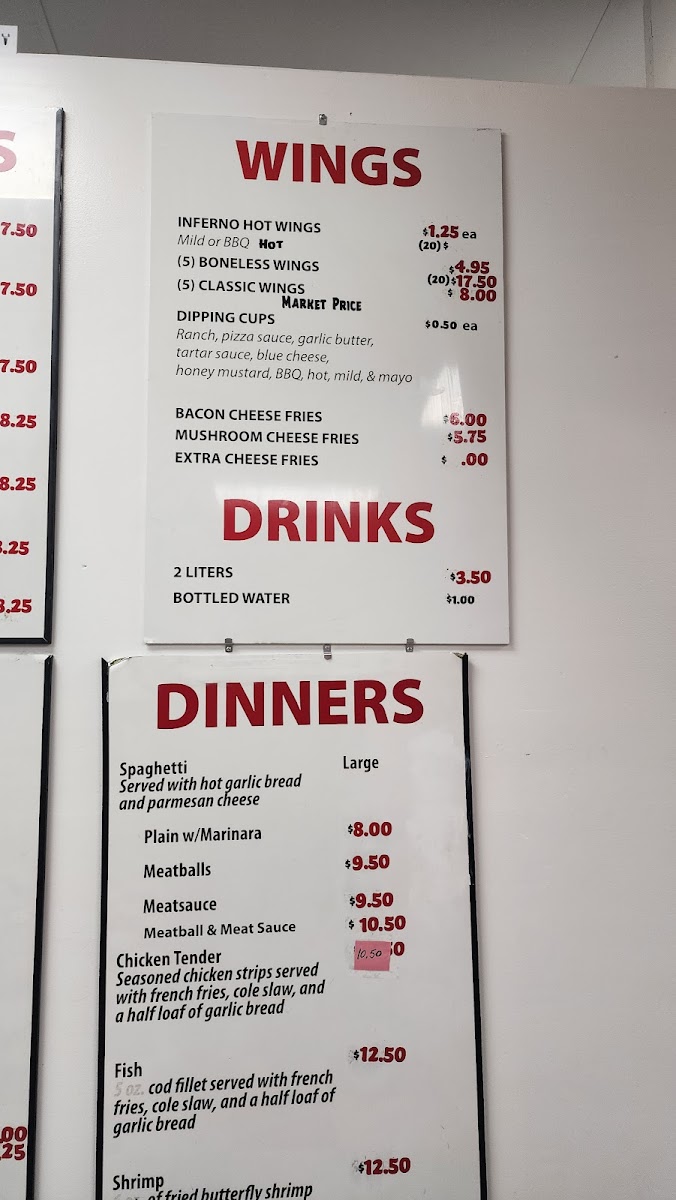 S
7.50
7.50
7.50
8.25
8.25
.25
8.25
00
25
WINGS
INFERNO HOT WINGS $1.25 ea
Mild or BBQ HOT (20) $
(5) BONELESS WINGS $4.95
(20) $17.50
(5) CLASSIC WINGS $ 8.00
MARKET PRICE
DIPPING CUPS $0.50 ea
Ranch, pizza sauce, garlic butter,
tartar sauce, blue cheese,
honey mustard, BBQ, hot, mild, & mayo
BACON CHEESE FRIES $6.00
MUSHROOM CHEESE FRIES $5.75
EXTRA CHEESE FRIES $ .00
DRINKS
2 LITERS $3.50
BOTTLED WATER $1.00
DINNERS
Spaghetti Large
Served with hot garlic bread
and parmesan cheese
Plain w/Marinara $8.00
Meatballs $9.50
Meatsauce $9.50
Meatball & Meat Sauce $ 10.50
Chicken Tender 10.50 0
Seasoned chicken strips served
with french fries, cole slaw, and
a half loaf of garlic bread
Fish $12.50
5 oz. cod fillet served with french
fries, cole slaw, and a half loaf of
garlic bread
Shrimp $12.50
of fried butterfly shrimp